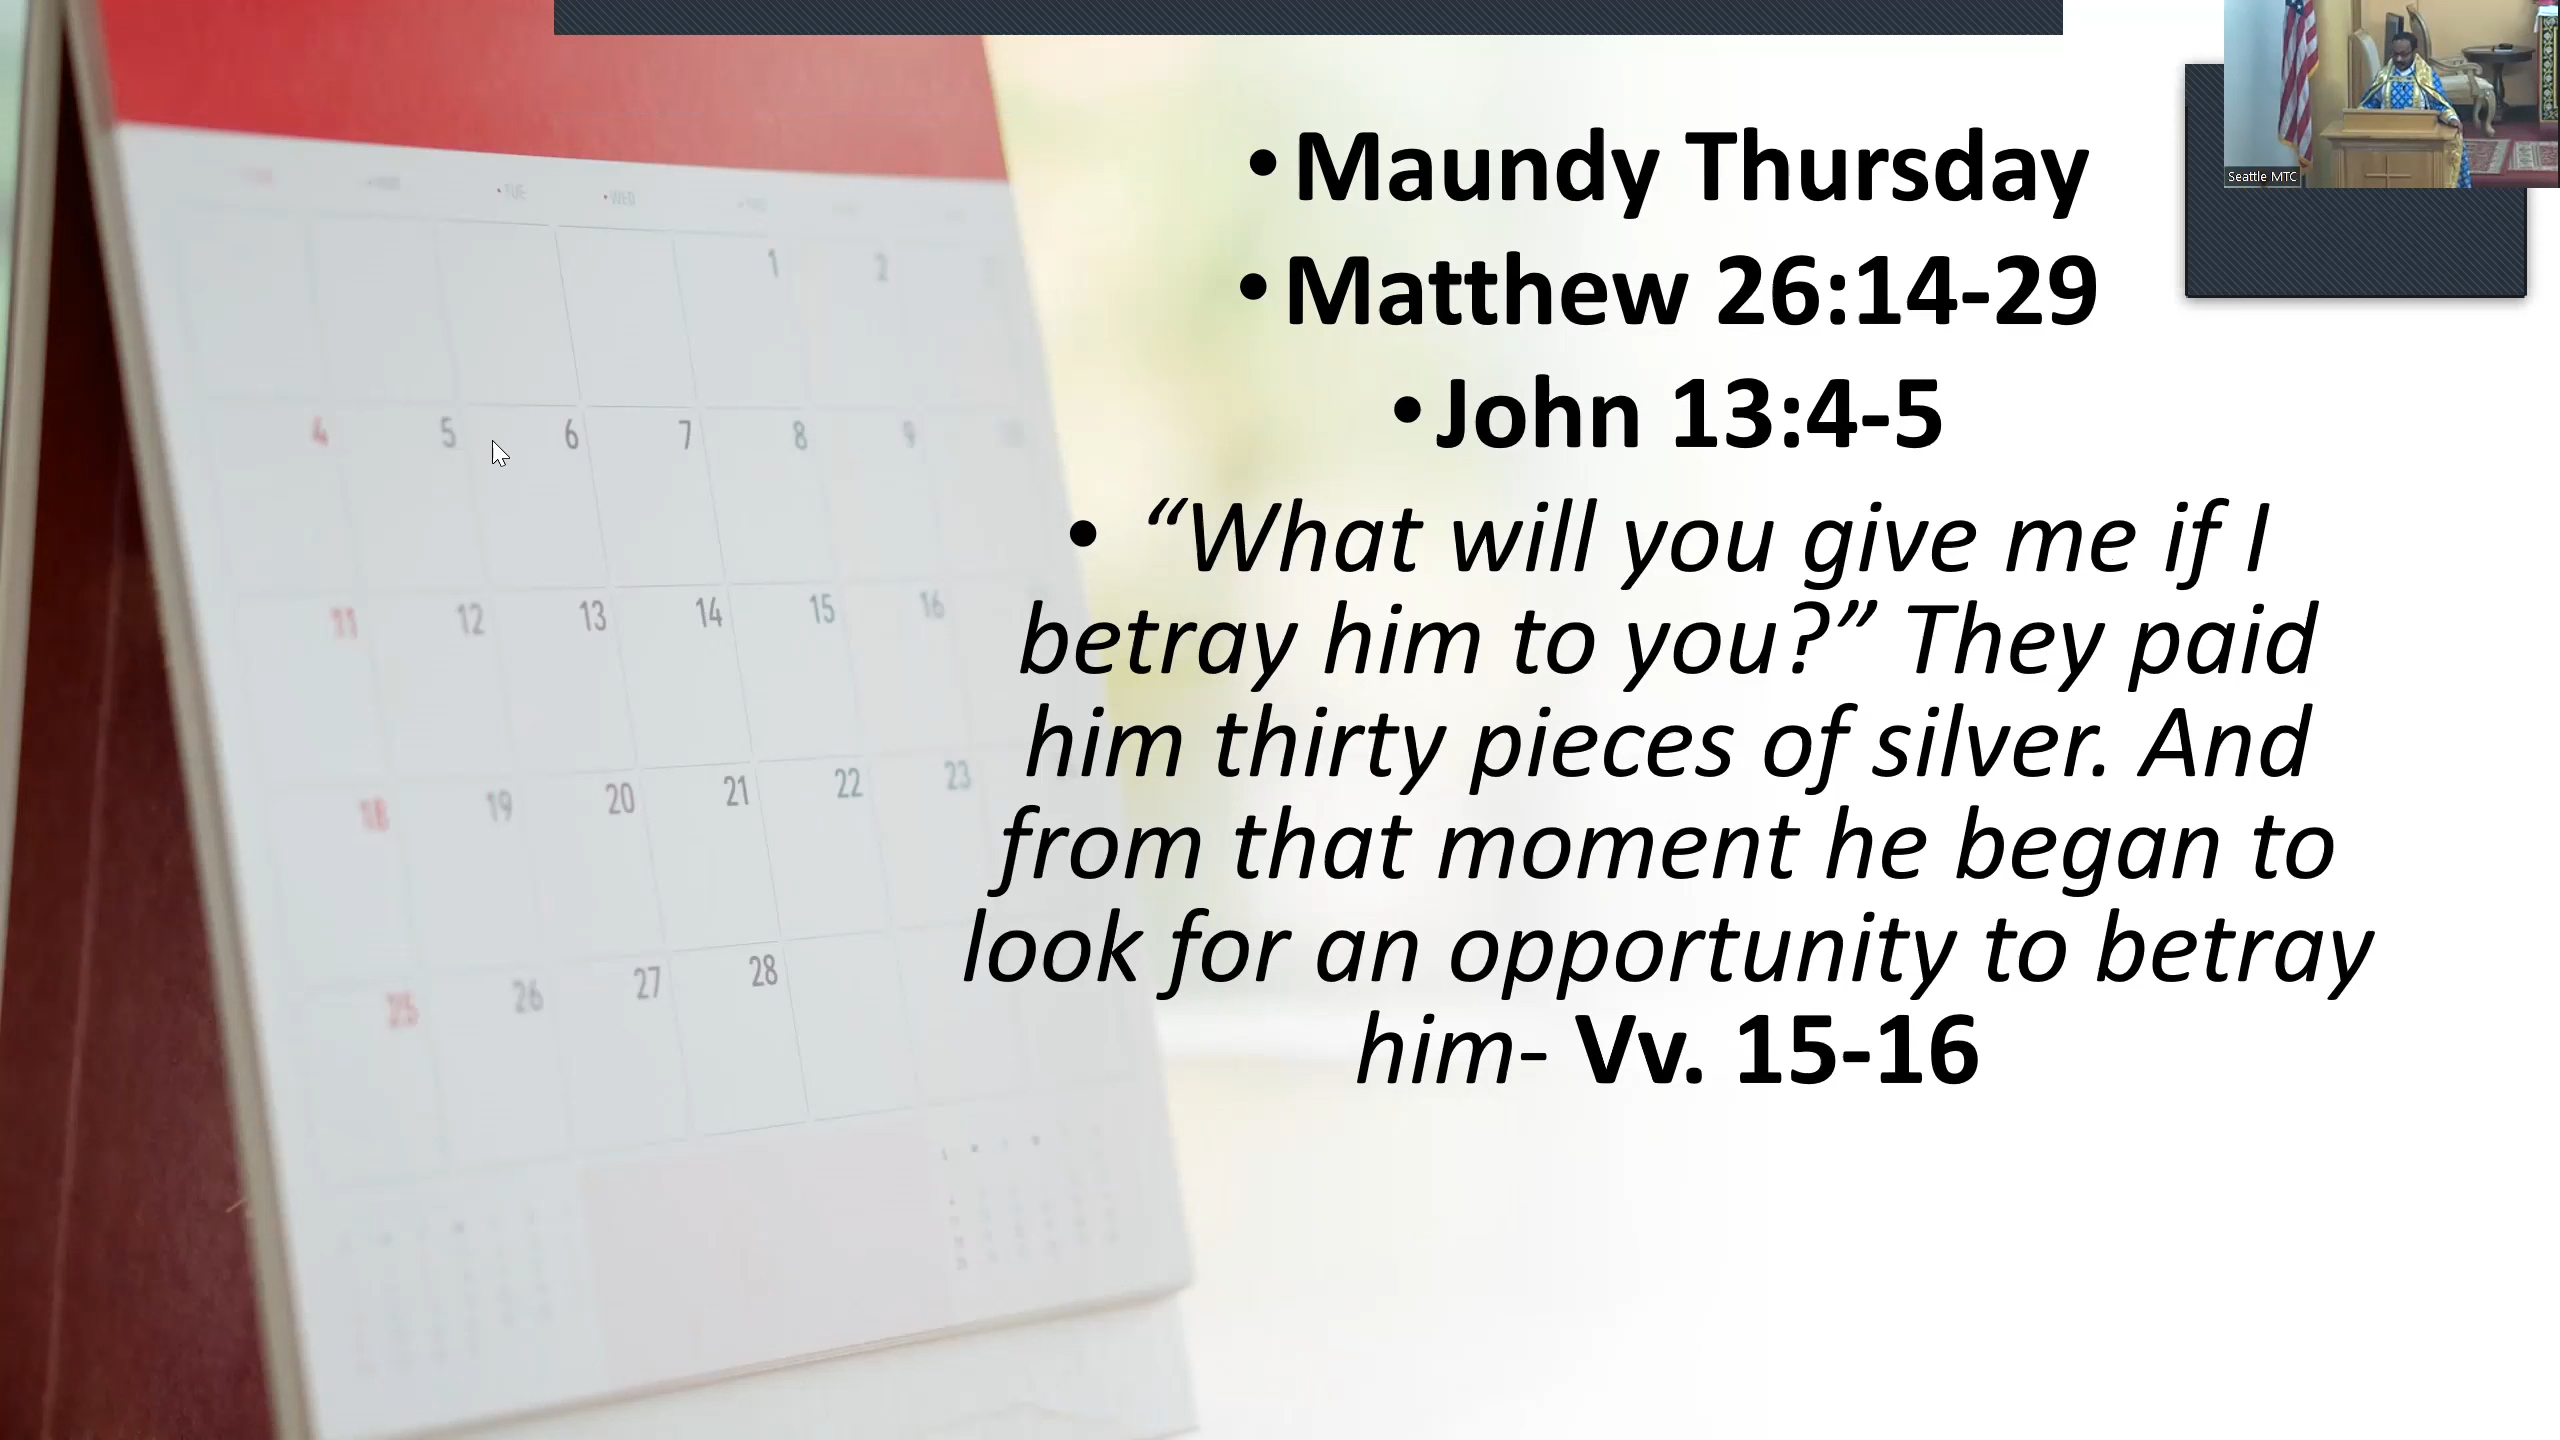 • Maundy Thursday
• Matthew 26:14-29
• John 13:4-5
• “What will you give me if I
betray him to you?” They paid
him thirty pieces of silver. And
from that moment he began to
look for an opportunity to betray
him- Vv. 15-16
Seattle MTC
TUE WED
1 2
4 5 6 7 8 9 10
11 12 13 14 15 16
18 19 20 21 22 23
25 26 27 28